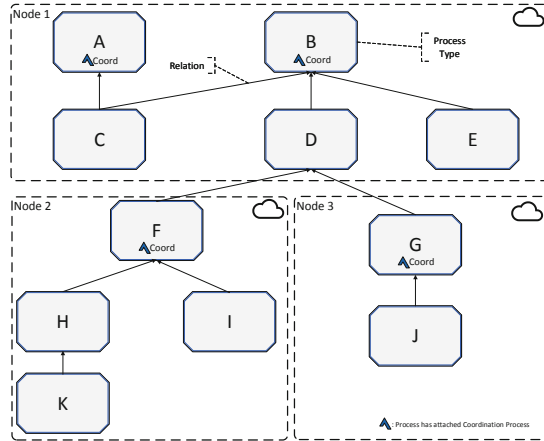 Node 1
A
Coord
B
Coord
Process
Type
Relation
C
D
E
Node 2
F
Coord
Node 3
G
Coord
H
I
J
K
: Process has attached Coordination Process